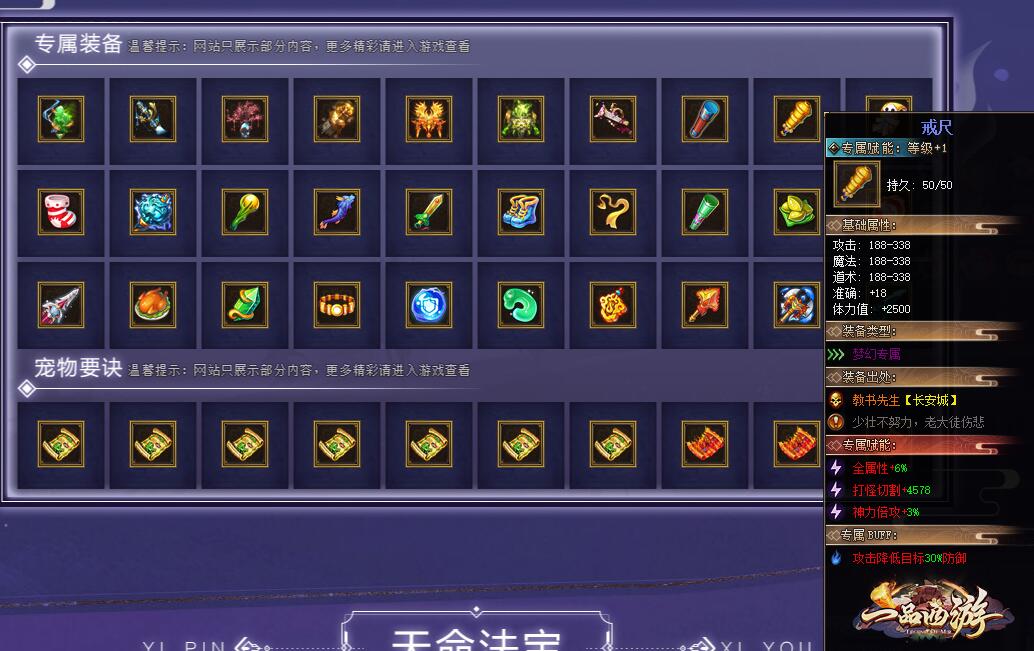 专属装备 温馨提示：网站只展示部分内容，更多精彩请进入游戏查看
宠物要诀 温馨提示：网站只展示部分内容，更多精彩请进入游戏查看
戒尺
专属赋能：等级+1
持久：50/50
基础属性：
攻击：188-338
魔法：188-338
道术：188-338
准确：+18
体力值：+2500
装备类型：
梦幻专属
装备出处：
教书先生【长安城】
少壮不努力，老大徒伤悲
专属赋能：
全属性+6%
打怪切割+4578
神力倍攻+3%
专属BUFF：
攻击降低目标30%防御
一品西游
LEGEND OF MIR
YI PIN
天命法宝
XI YOU